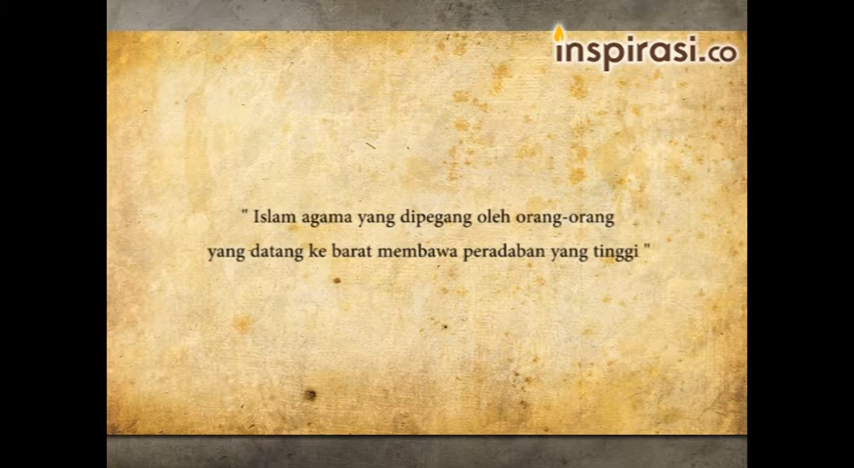 inspirasi.co
" Islam agama yang dipegang oleh orang-orang
yang datang ke barat membawa peradaban yang tinggi "